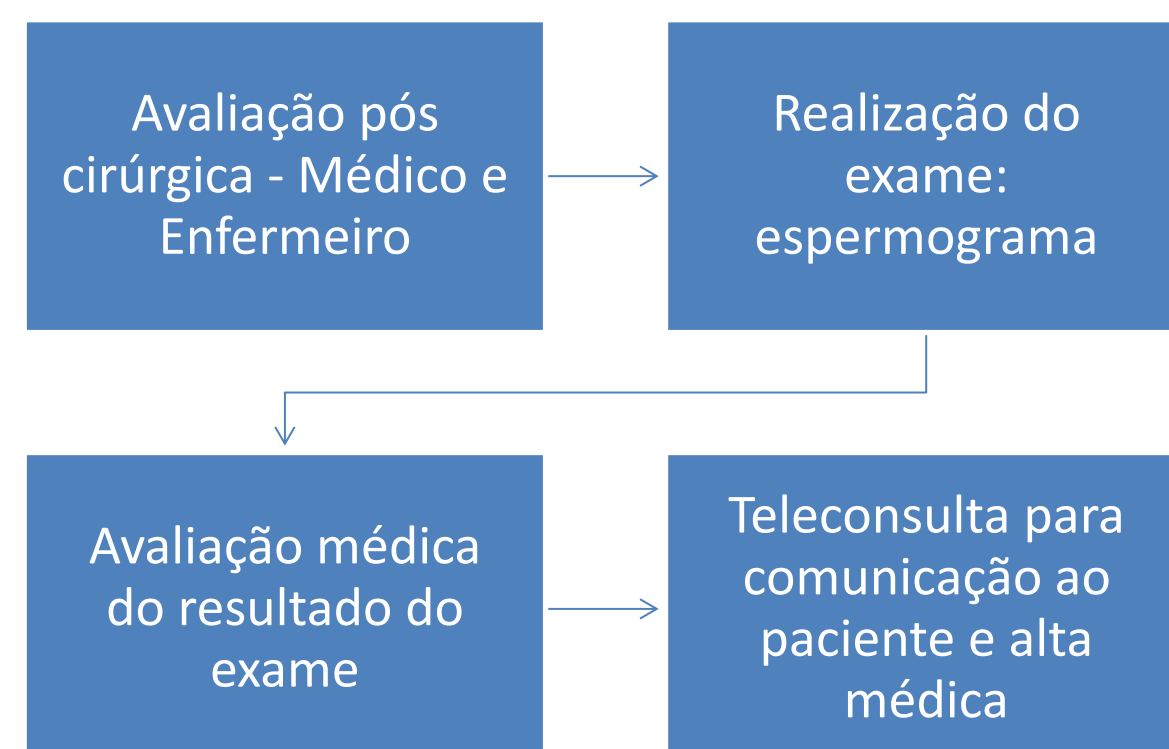 Avaliação pós
cirúrgica - Médico e
Enfermeiro
Realização do
exame:
espermograma
Avaliação médica
do resultado do
exame
Teleconsulta para
comunicação ao
paciente e alta
médica